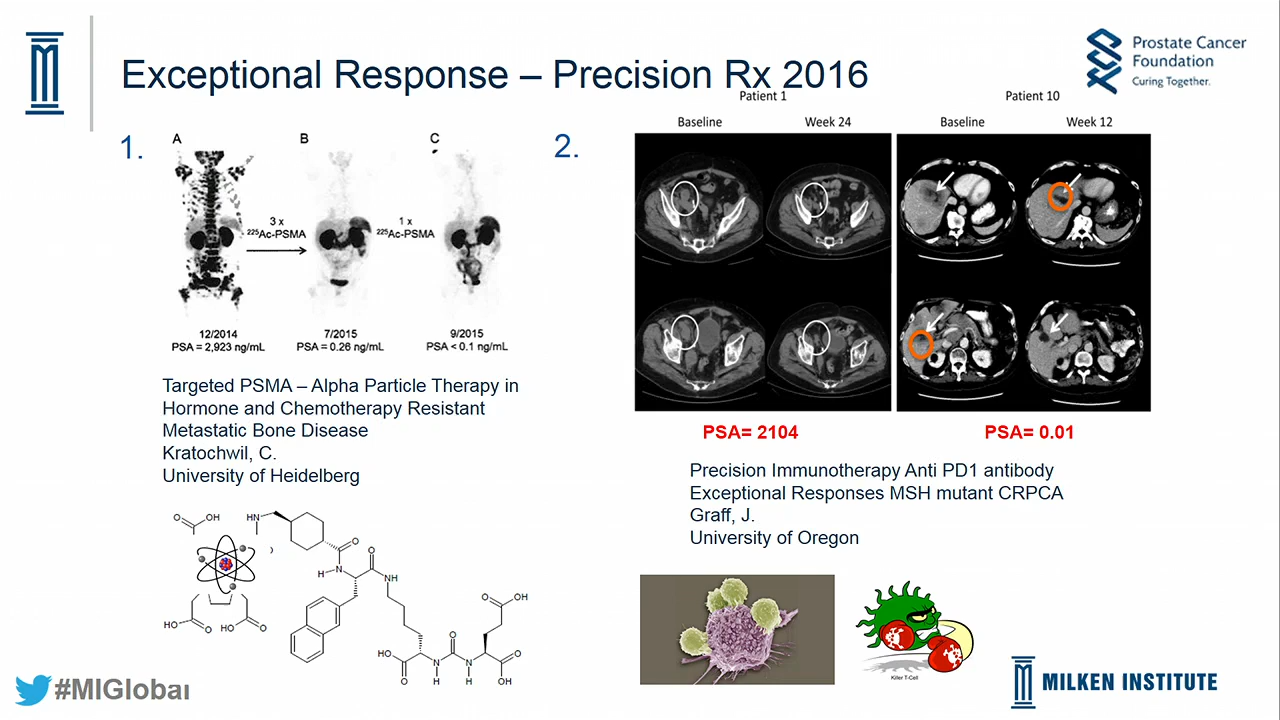 Exceptional Response – Precision Rx 2016
Prostate Cancer
Foundation
Curing Together.
1.
A
B
C
3 x
225Ac-PSMA
1 x
225Ac-PSMA
12/2014
PSA = 2,923 ng/mL
7/2015
PSA = 0.26 ng/mL
9/2015
PSA < 0.1 ng/mL
Targeted PSMA – Alpha Particle Therapy in
Hormone and Chemotherapy Resistant
Metastatic Bone Disease
Kratochwil, C.
University of Heidelberg
O
OH
HN
O
H
N
O
NH
HO
O
HO
O
HO
O
N
H
O
N
H
O
OH
O
OH
2.
Patient 1
Baseline
Week 24
Patient 10
Baseline
Week 12
PSA= 2104
PSA= 0.01
Precision Immunotherapy Anti PD1 antibody
Exceptional Responses MSH mutant CRPCA
Graff, J.
University of Oregon
Killer T-Cell
#MIGlobal
MILKEN INSTITUTE